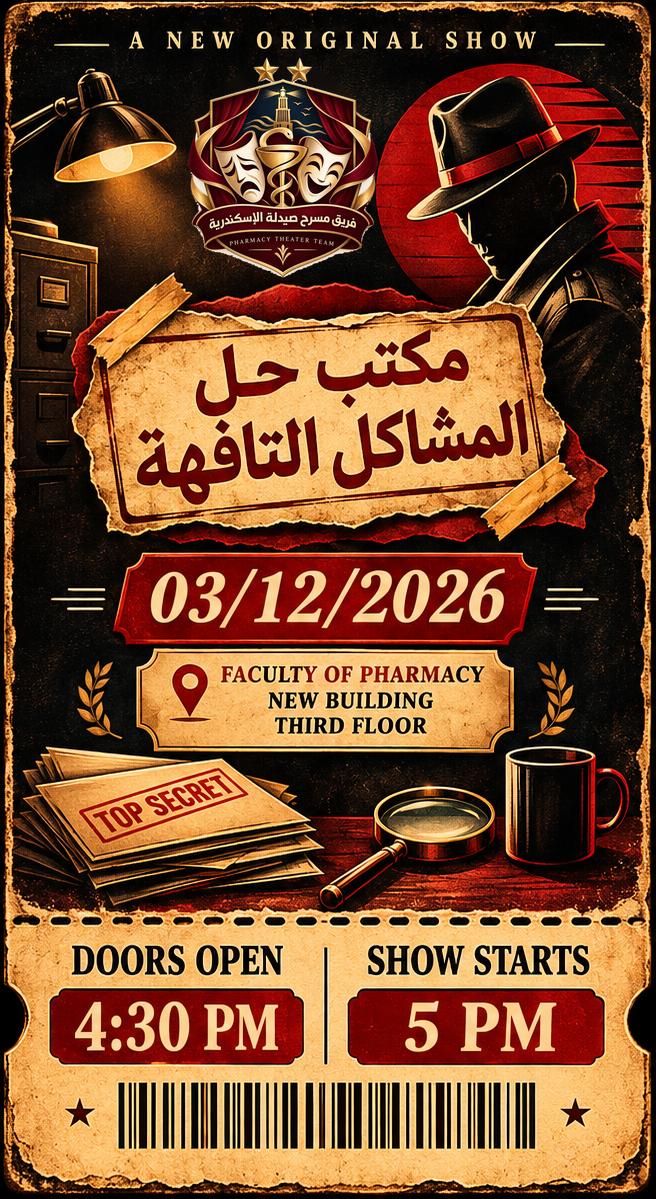 A NEW ORIGINAL SHOW
فريق مسرح صيدلة الإسكندرية
PHARMACY THEATER TEAM
مكتب حل
المشاكل التافهة
03/12/2026
FACULTY OF PHARMACY
NEW BUILDING
THIRD FLOOR
TOP SECRET
DOORS OPEN
4:30 PM
SHOW STARTS
5 PM